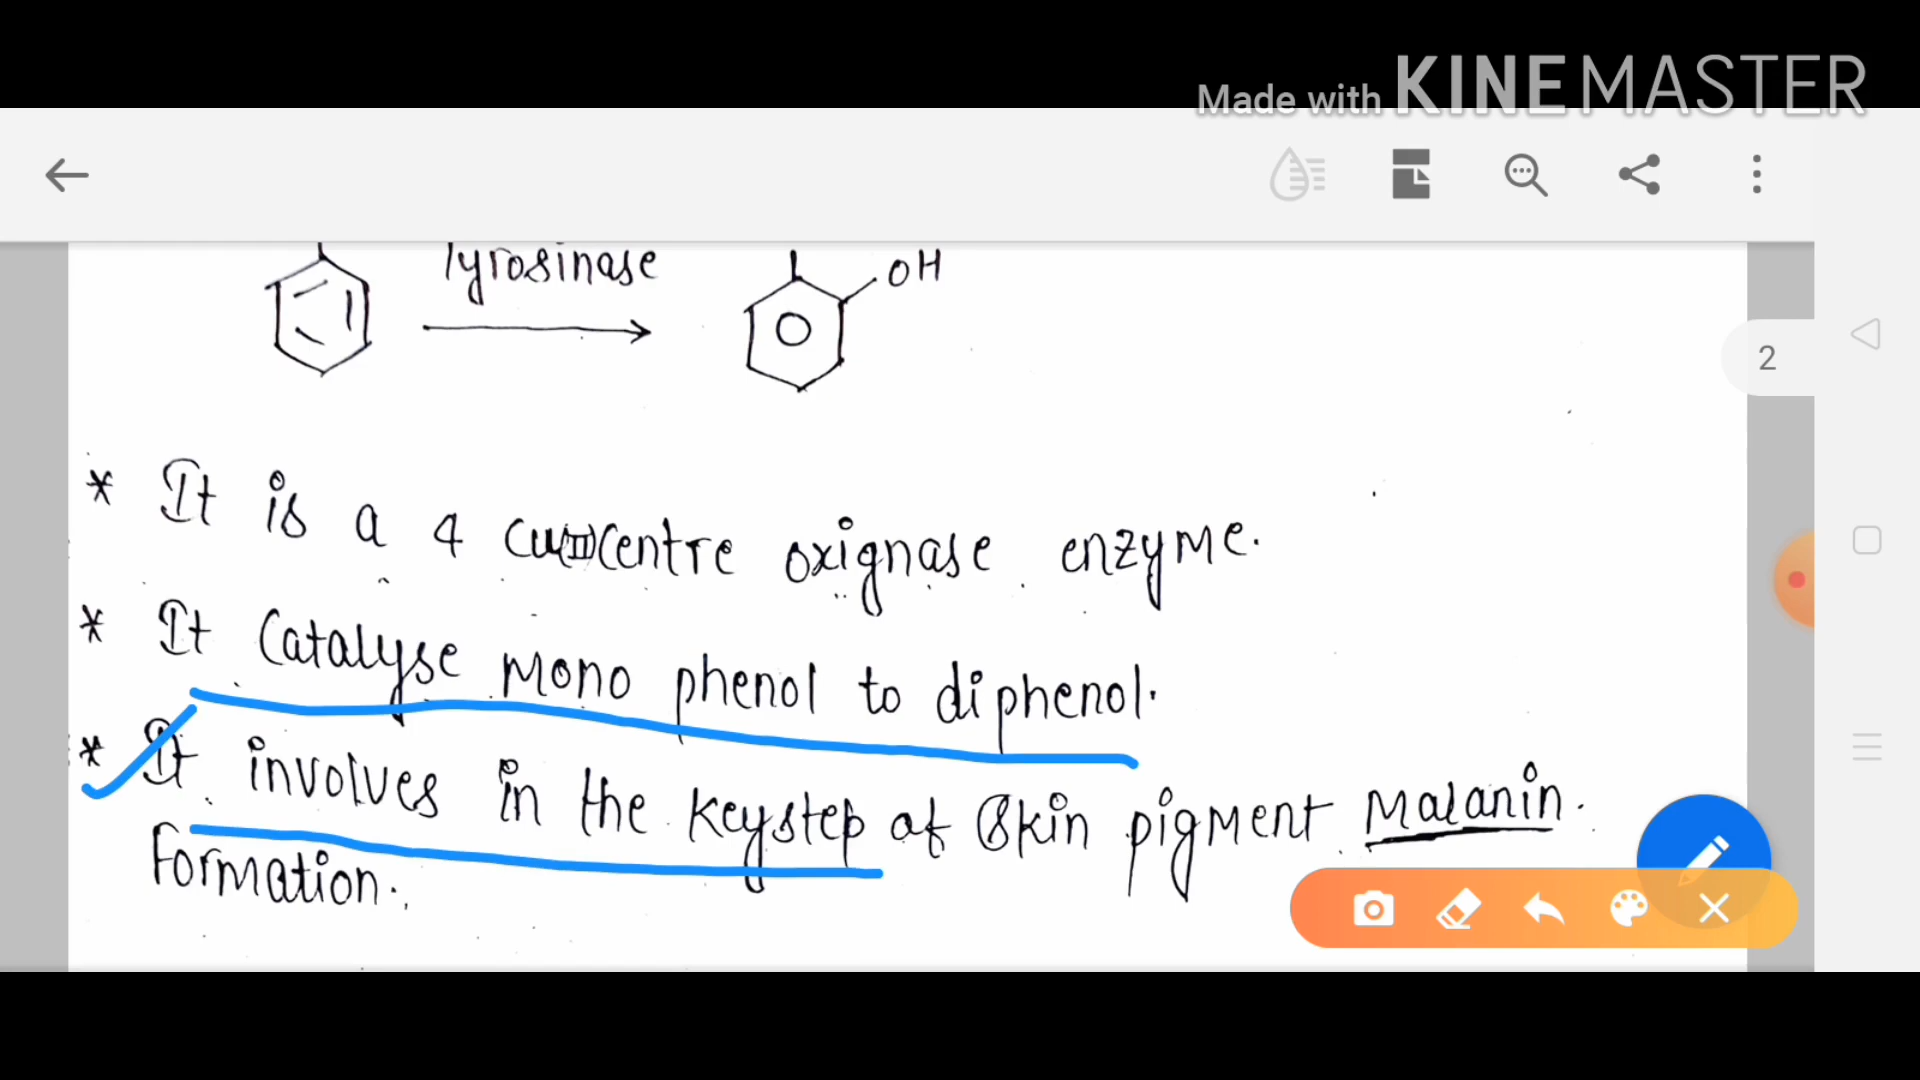 Made with KINEMASTER
Tyrosinase
OH
2
* It is a 4 Cu(II) Centre oxignase enzyme.
* It Catalyse Mono phenol to diphenol.
* It involves in the keystep of Skin pigment Malanin.
Formation.